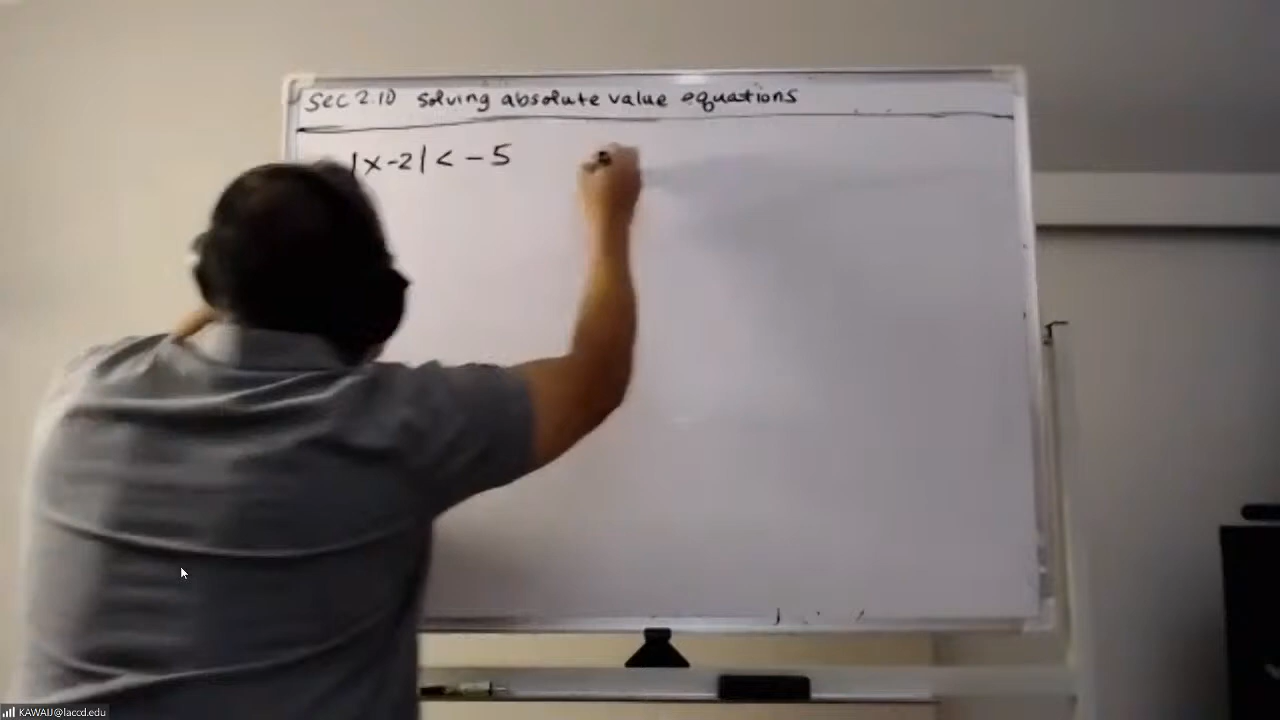 Sec 2.10 Solving absolute value equations
|x-2| < -5
KAWAIJ@laccd.edu